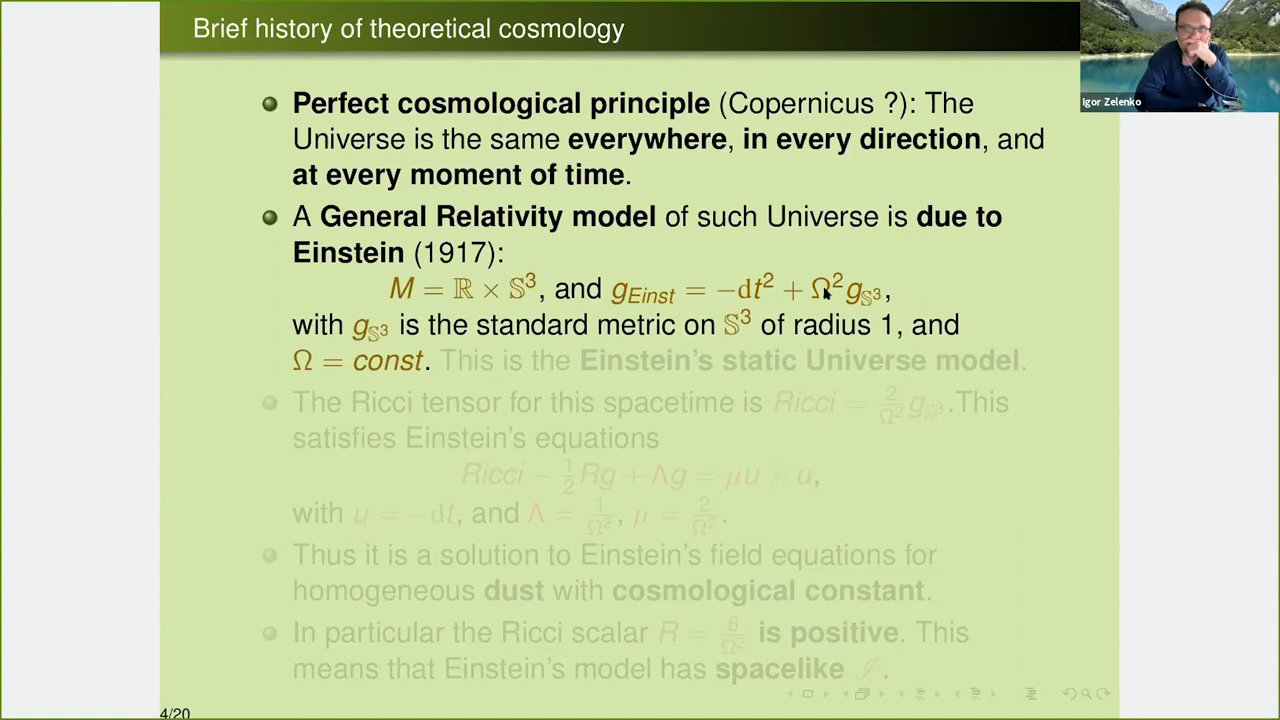 Brief history of theoretical cosmology
Igor Zelenko
Perfect cosmological principle (Copernicus ?): The
Universe is the same everywhere, in every direction, and
at every moment of time.
A General Relativity model of such Universe is due to
Einstein (1917):
M = ℝ × 𝕊³, and g_Einst = −dt² + Ω²g_𝕊³,
with g_𝕊³ is the standard metric on 𝕊³ of radius 1, and
Ω = const. This is the Einstein's static Universe model.
The Ricci tensor for this spacetime is Ricci = 2/Ω² g_𝕊³.This
satisfies Einstein's equations
Ricci − ½Rg + Λg = μu ⊗ u,
with u = −dt, and Λ = 1/Ω², μ = 2/Ω².
Thus it is a solution to Einstein's field equations for
homogeneous dust with cosmological constant.
In particular the Ricci scalar R = 6/Ω² is positive. This
means that Einstein's model has spacelike ℐ.
4/20